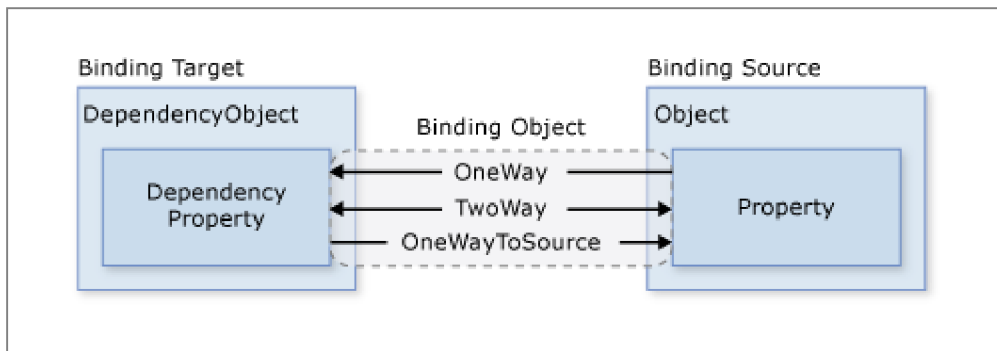 Binding Target
Binding Source
DependencyObject
Binding Object
Object
OneWay
Dependency
Property
TwoWay
Property
OneWayToSource